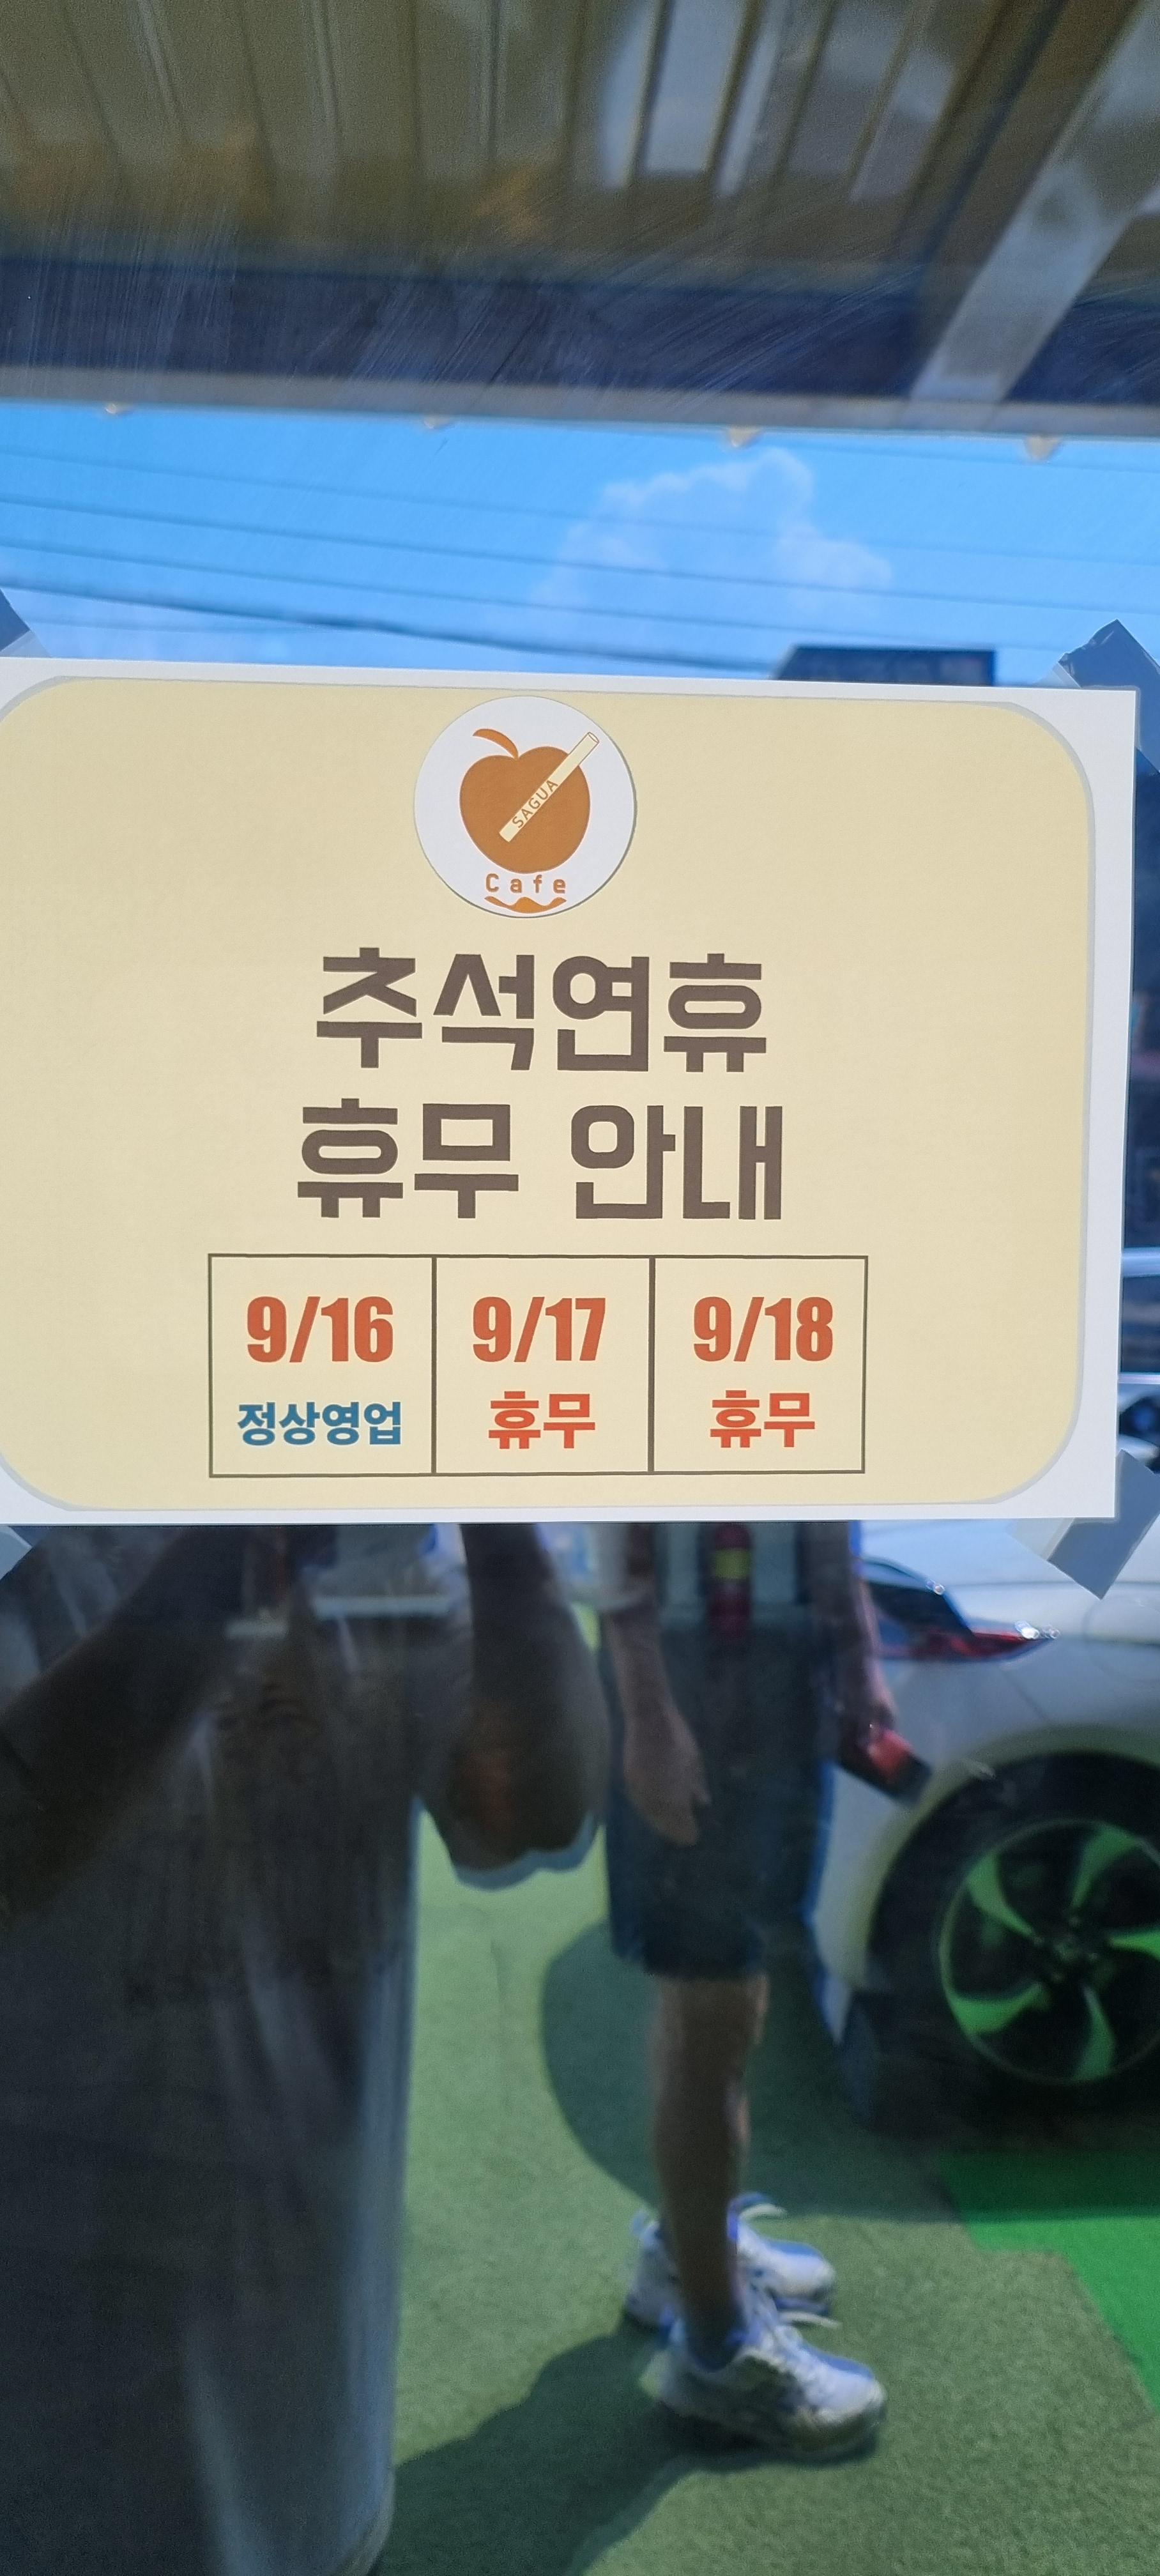 SAGUA
Cafe
추석연휴
휴무 안내
9/16 9/17 9/18
정상영업 휴무 휴무